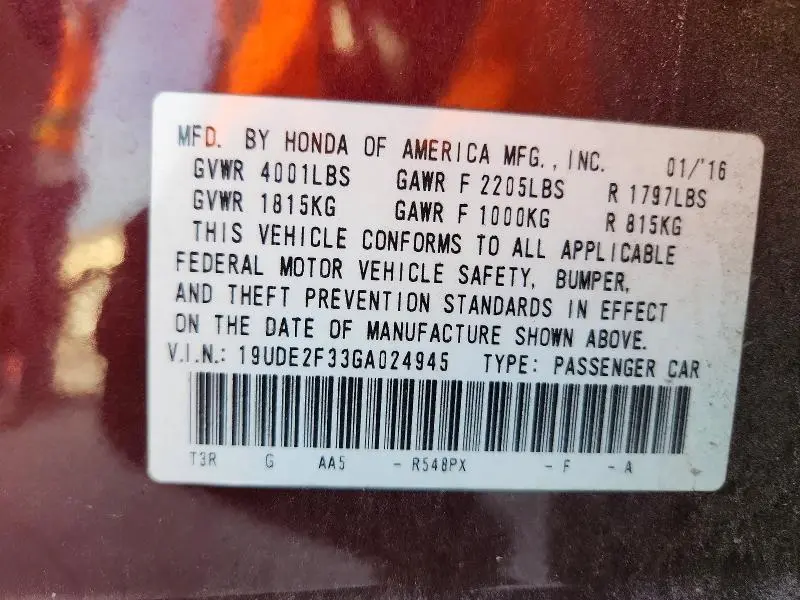 MFD. BY HONDA OF AMERICA MFG., INC. 01/'16
GVWR 4001LBS GAWR F 2205LBS R 1797LBS
GVWR 1815KG GAWR F 1000KG R 815KG
THIS VEHICLE CONFORMS TO ALL APPLICABLE
FEDERAL MOTOR VEHICLE SAFETY, BUMPER,
AND THEFT PREVENTION STANDARDS IN EFFECT
ON THE DATE OF MANUFACTURE SHOWN ABOVE.
V.I.N.: 19UDE2F33GA024945 TYPE: PASSENGER CAR
T3R G AA5 - R548PX - F - A